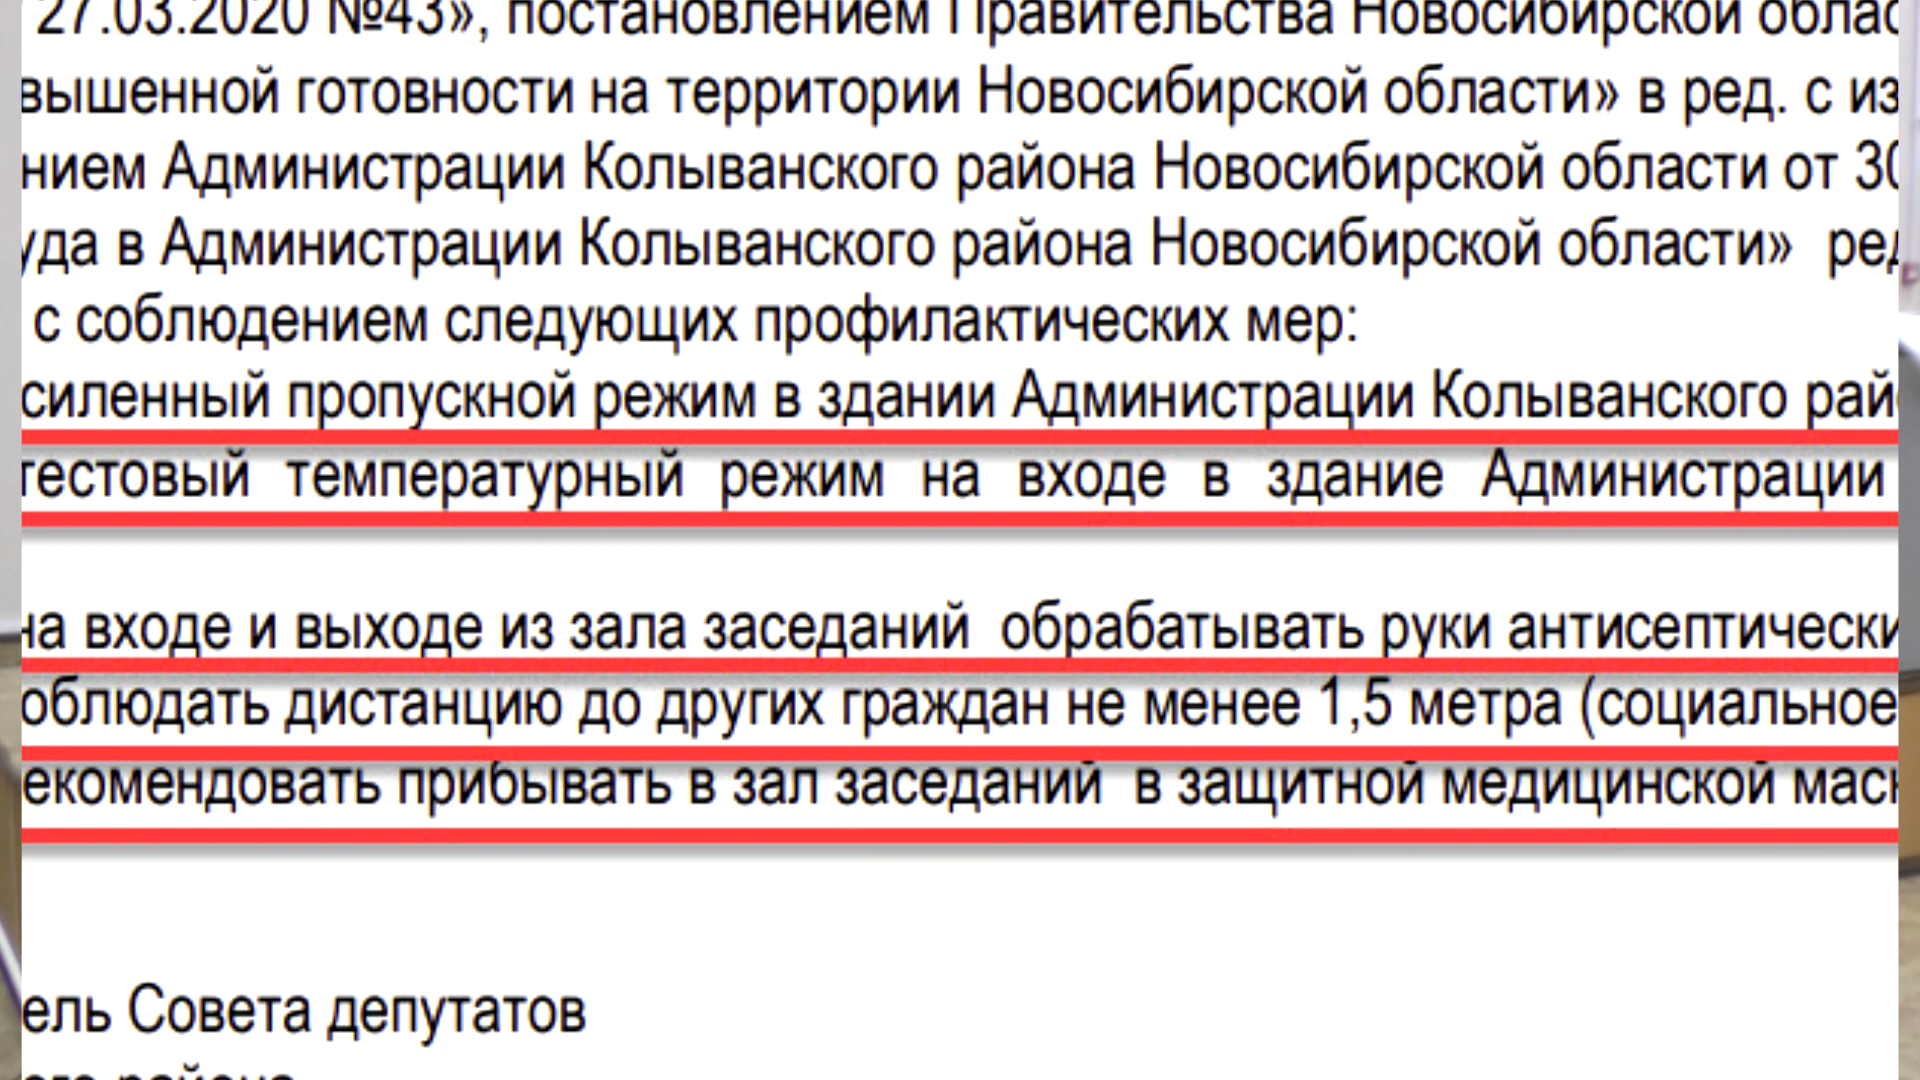 27.03.2020 №43», постановлением Правительства Новосибирской облас
вышенной готовности на территории Новосибирской области» в ред. с из
нием Администрации Колыванского района Новосибирской области от 30
уда в Администрации Колыванского района Новосибирской области» ред
с соблюдением следующих профилактических мер:
силенный пропускной режим в здании Администрации Колыванского рай
тестовый температурный режим на входе в здание Администрации
на входе и выходе из зала заседаний обрабатывать руки антисептически
облюдать дистанцию до других граждан не менее 1,5 метра (социальное
екомендовать прибывать в зал заседаний в защитной медицинской маск
ель Совета депутатов
ого района